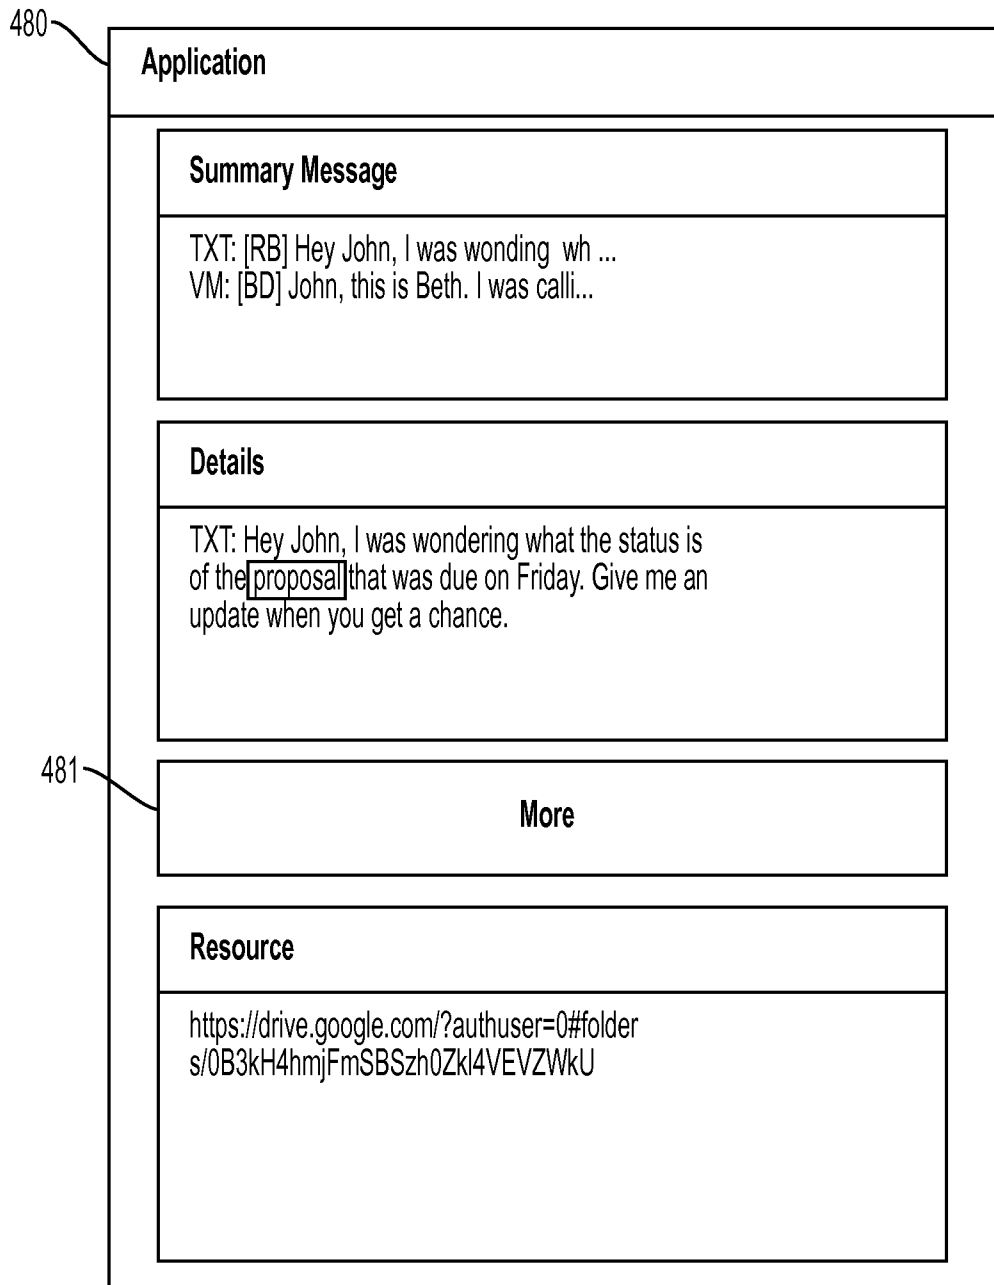 480
Application
Summary Message
TXT: [RB] Hey John, I was wonding  wh ...
VM: [BD] John, this is Beth. I was calli...
Details
TXT: Hey John, I was wondering what the status is
of the proposal that was due on Friday. Give me an
update when you get a chance.
481
More
Resource
https://drive.google.com/?authuser=0#folder
s/0B3kH4hmjFmSBSzh0Zkl4VEVZWkU